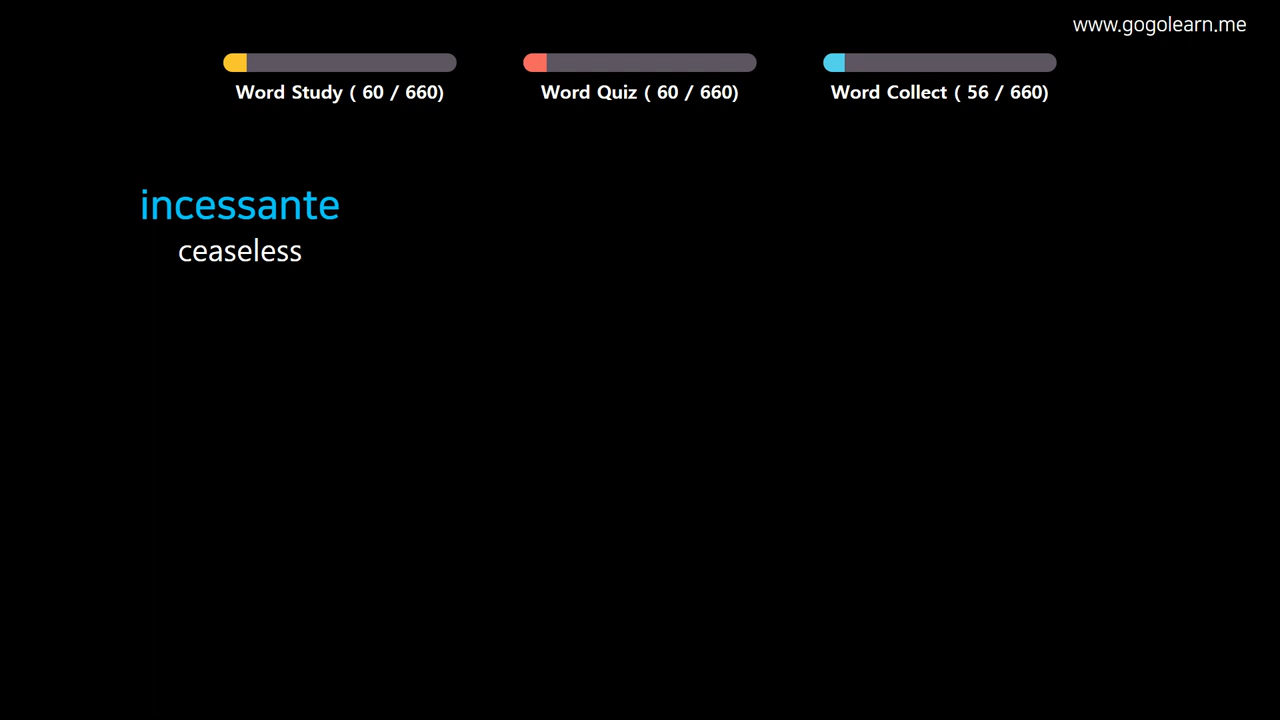 www.gogolearn.me
Word Study ( 60 / 660)
Word Quiz ( 60 / 660)
Word Collect ( 56 / 660)
incessante
ceaseless